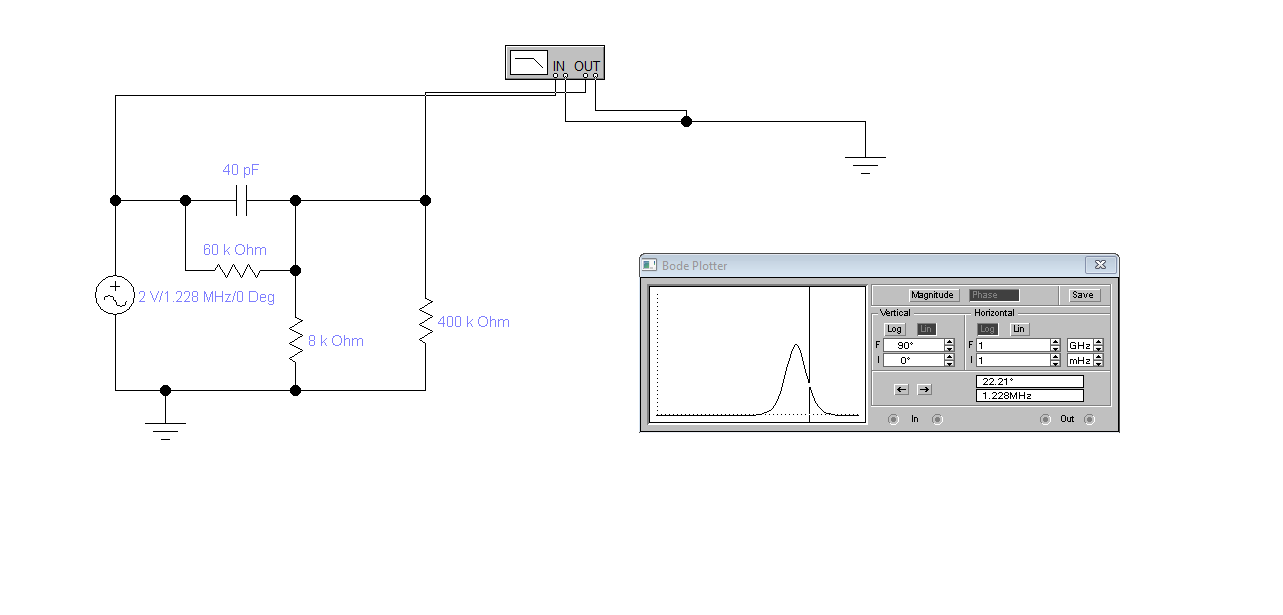 IN OUT
40 pF
60 k Ohm
2 V/1.228 MHz/0 Deg
8 k Ohm
400 k Ohm
Bode Plotter
Magnitude Phase Save
Vertical Horizontal
Log Lin Log Lin
F 90° F 1 GHz
I 0° I 1 mHz
22.21°
1.228MHz
In Out